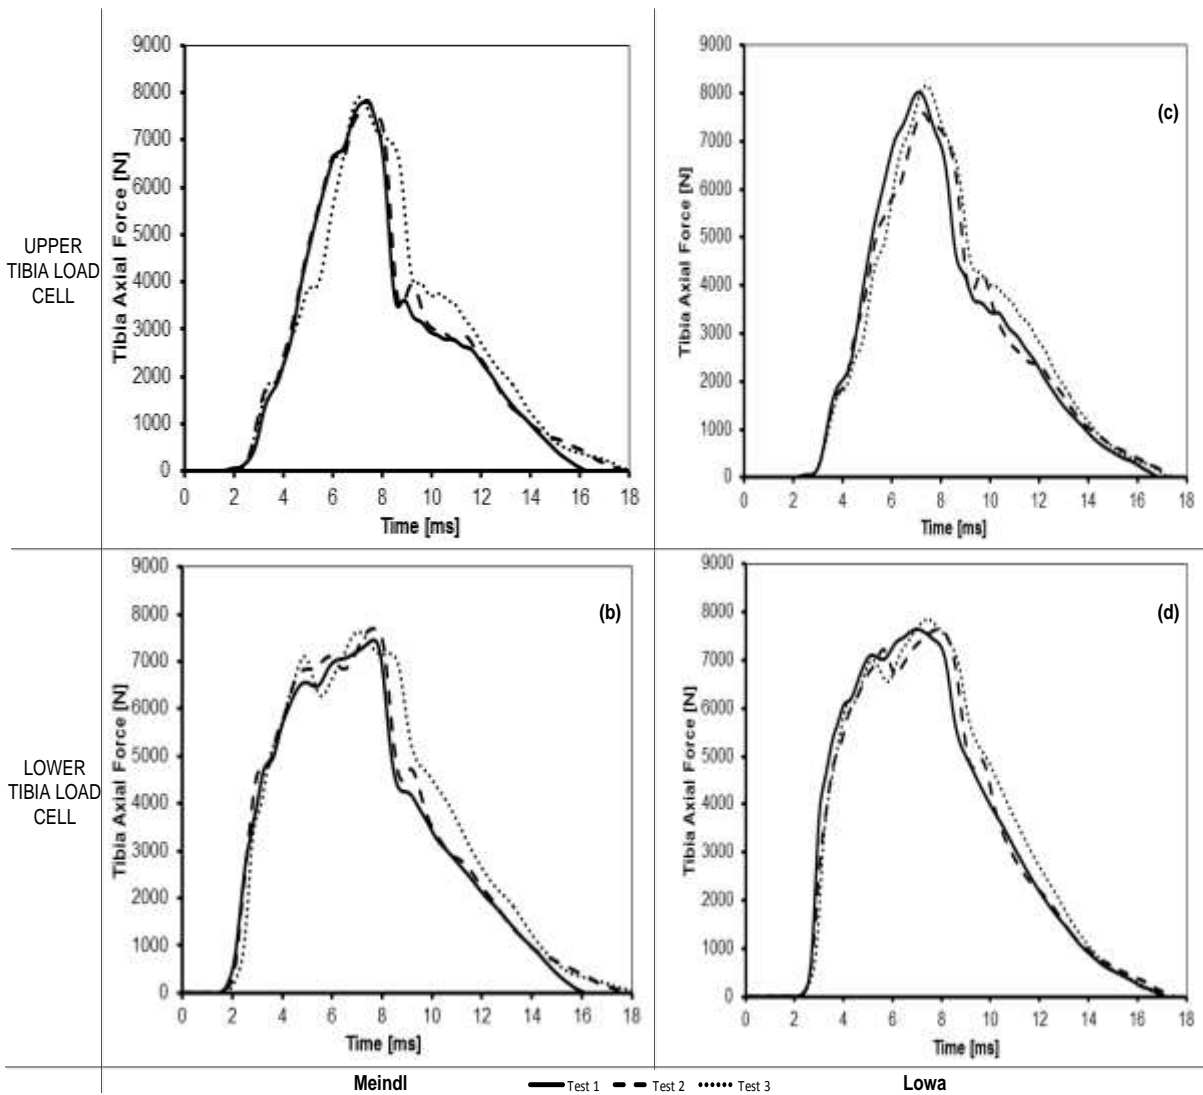 UPPER
TIBIA LOAD
CELL
Tibia Axial Force [N]
9000
8000
7000
6000
5000
4000
3000
2000
1000
0
0 2 4 6 8 10 12 14 16 18
Time [ms]
(c)
Tibia Axial Force [N]
9000
8000
7000
6000
5000
4000
3000
2000
1000
0
0 2 4 6 8 10 12 14 16 18
Time [ms]
LOWER
TIBIA LOAD
CELL
(b)
Tibia Axial Force [N]
9000
8000
7000
6000
5000
4000
3000
2000
1000
0
0 2 4 6 8 10 12 14 16 18
Time [ms]
(d)
Tibia Axial Force [N]
9000
8000
7000
6000
5000
4000
3000
2000
1000
0
0 2 4 6 8 10 12 14 16 18
Time [ms]
Meindl
Test 1 Test 2 Test 3
Lowa